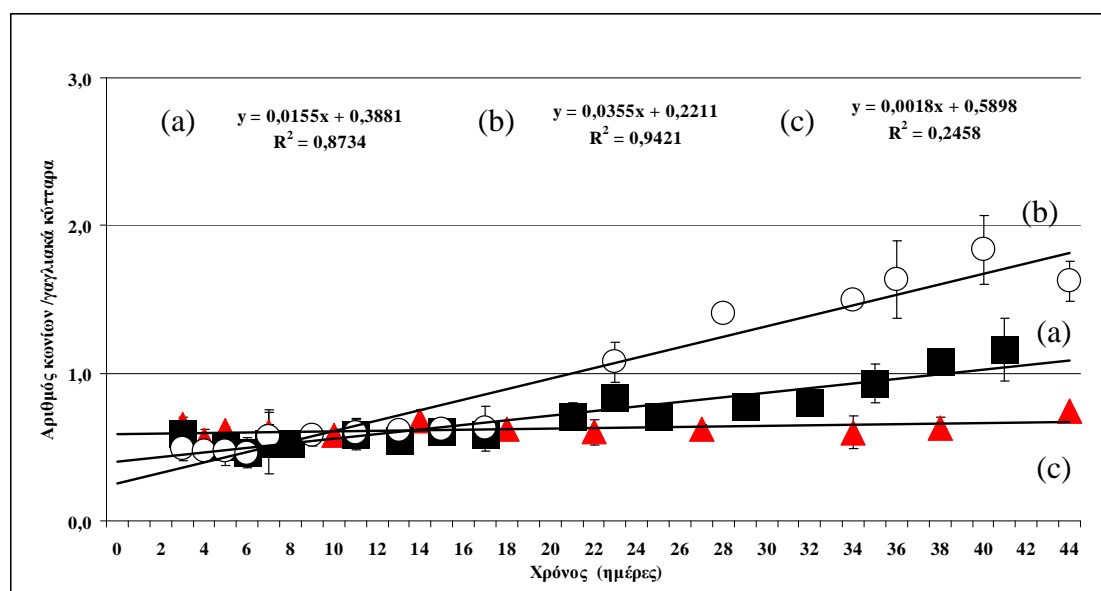 3,0
(a) y = 0,0155x + 0,3881 (b) y = 0,0355x + 0,2211 (c) y = 0,0018x + 0,5898
R² = 0,8734 R² = 0,9421 R² = 0,2458
2,0
(b)
(a)
1,0
(c)
0,0
Αριθμός κωνίων /γαγλιακά κύτταρα
0 2 4 6 8 10 12 14 16 18 20 22 24 26 28 30 32 34 36 38 40 42 44
Χρόνος (ημέρες)